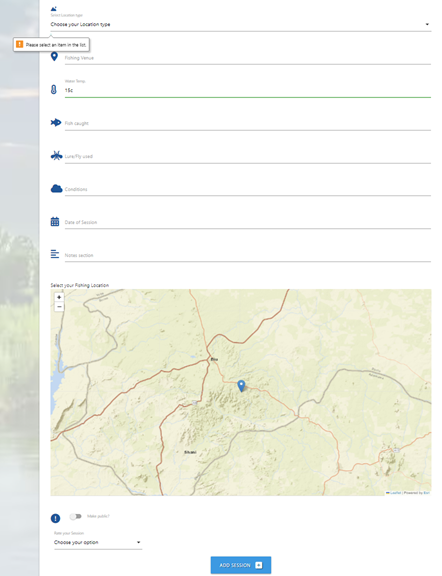 Select Location type
Choose your Location type
! Please select an item in the list.
Fishing Venue
Water Temp
15c
Fish caught
Lure/Fly used
Conditions
Date of Session
Notes section
Select your Fishing Location
+
−
Leaflet | Powered by Esri
!
Make public?
Rate your Session
Choose your option
ADD SESSION +